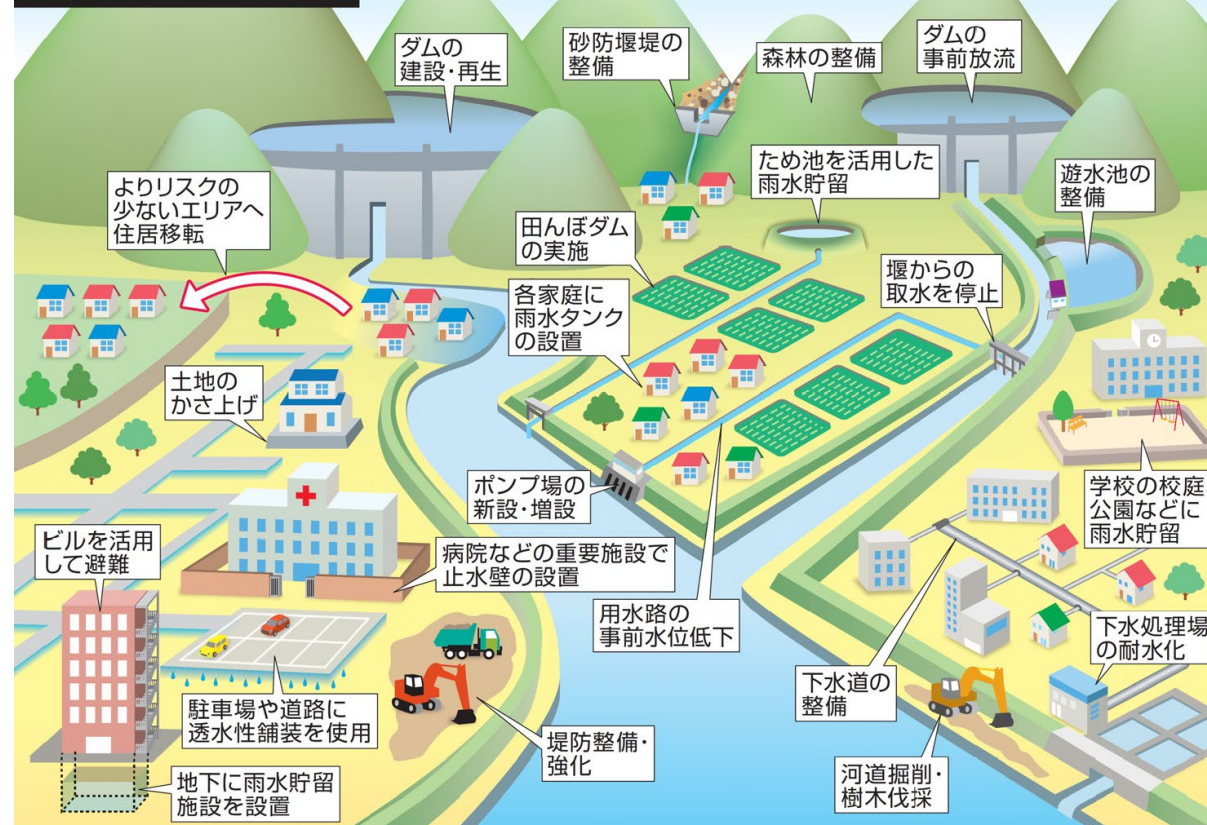 ダムの
建設・再生
砂防堰堤の
整備
森林の整備
ダムの
事前放流
よりリスクの
少ないエリアへ
住居移転
ため池を活用した
雨水貯留
遊水池の
整備
田んぼダム
の実施
堰からの
取水を停止
各家庭に
雨水タンク
の設置
土地の
かさ上げ
ポンプ場の
新設・増設
学校の校庭
公園などに
雨水貯留
ビルを活用
して避難
病院などの重要施設で
止水壁の設置
用水路の
事前水位低下
下水処理場
の耐水化
下水道の
整備
駐車場や道路に
透水性舗装を使用
堤防整備・
強化
河道掘削・
樹木伐採
地下に雨水貯留
施設を設置